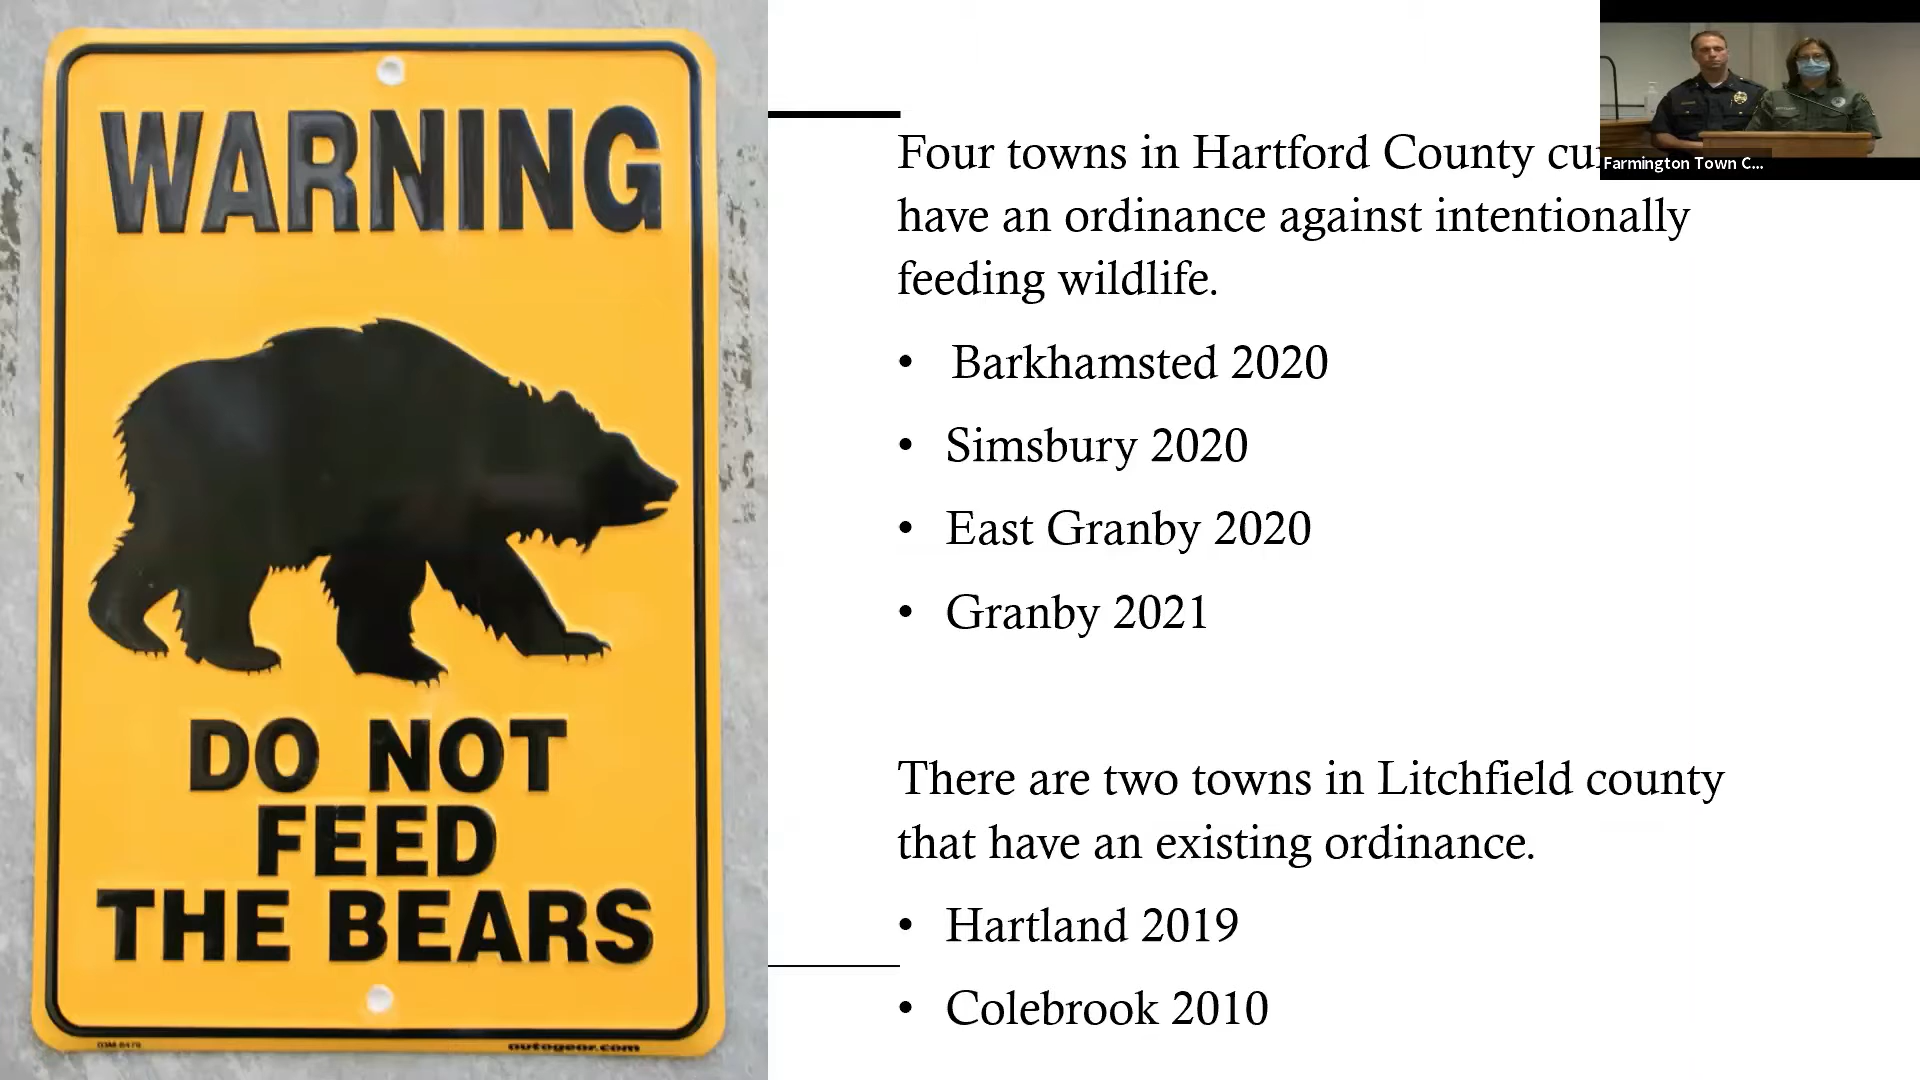 WARNING
DO NOT
FEED
THE BEARS
autogear.com
Four towns in Hartford County
have an ordinance against intentionally
feeding wildlife.
• Barkhamsted 2020
• Simsbury 2020
• East Granby 2020
• Granby 2021
There are two towns in Litchfield county
that have an existing ordinance.
• Hartland 2019
• Colebrook 2010
Farmington Town C...